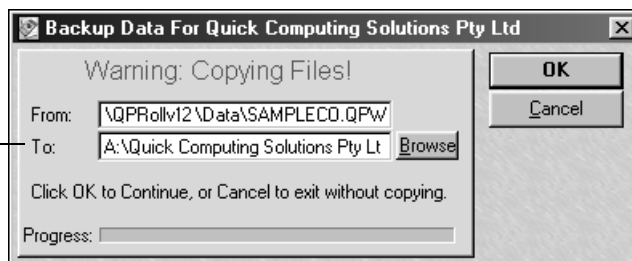 Backup Data For Quick Computing Solutions Pty Ltd
Warning: Copying Files!
OK
From: \QPRollv12\Data\SAMPLECO.QPW
Cancel
To: A:\Quick Computing Solutions Pty Lt Browse
Click OK to Continue, or Cancel to exit without copying.
Progress: